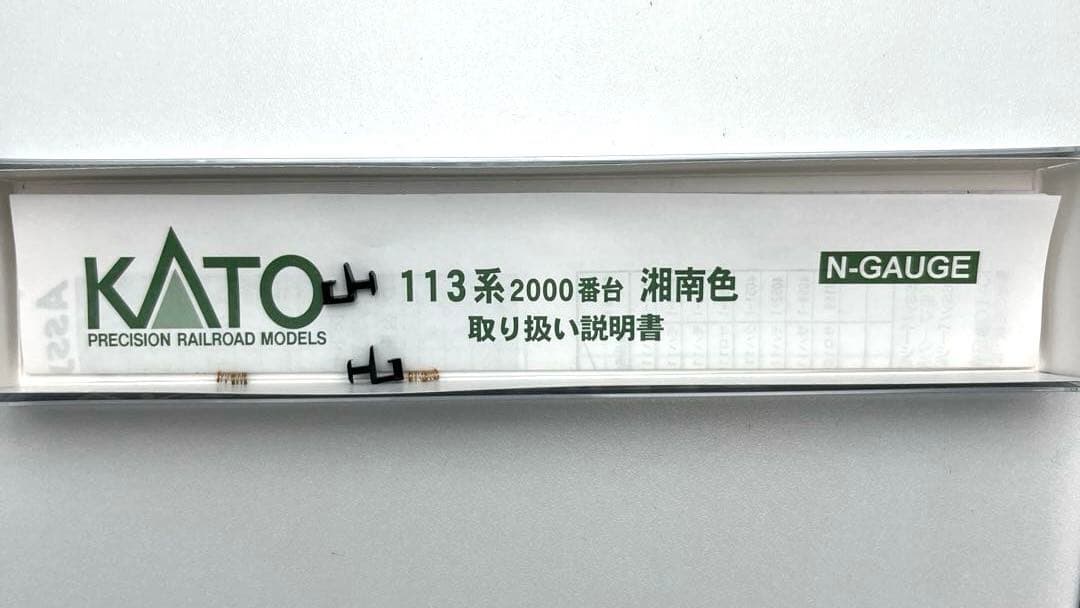 KATO
PRECISION RAILROAD MODELS
113系2000番台 湘南色
取り扱い説明書
N-GAUGE